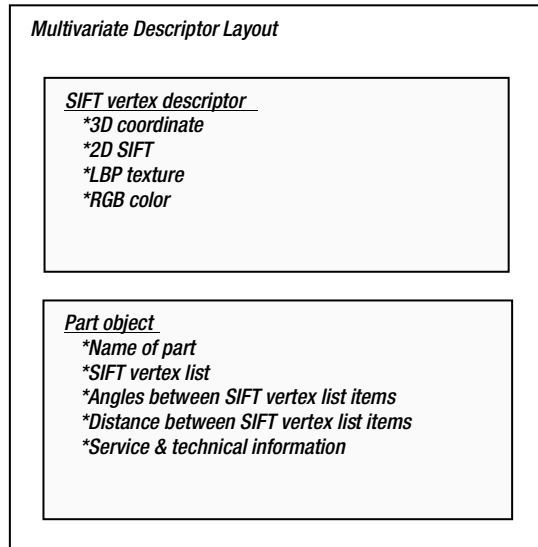 Multivariate Descriptor Layout
SIFT vertex descriptor
*3D coordinate
*2D SIFT
*LBP texture
*RGB color
Part object
*Name of part
*SIFT vertex list
*Angles between SIFT vertex list items
*Distance between SIFT vertex list items
*Service & technical information